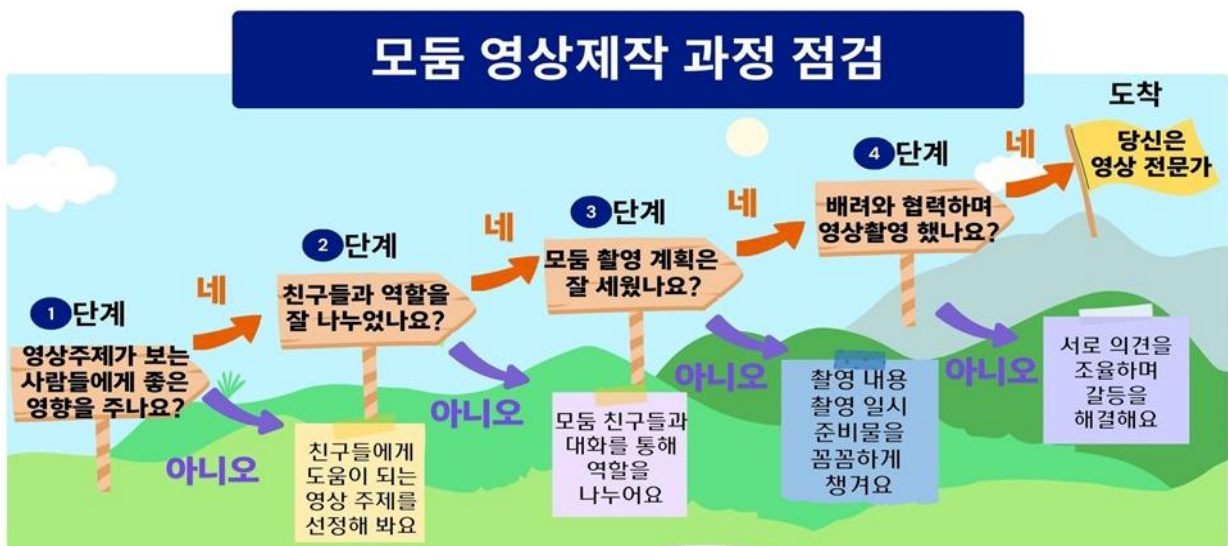 모둠 영상제작 과정 점검
1 단계
영상주제가 보는
사람들에게 좋은
영향을 주나요?
네
아니오
친구들에게
도움이 되는
영상 주제를
선정해 봐요
2 단계
친구들과 역할을
잘 나누었나요?
네
아니오
모둠 친구들과
대화를 통해
역할을
나누어요
3 단계
모둠 촬영 계획은
잘 세웠나요?
네
아니오
촬영 내용
촬영 일시
준비물을
꼼꼼하게
챙겨요
4 단계
배려와 협력하며
영상촬영 했나요?
네
아니오
서로 의견을
조율하며
갈등을
해결해요
도착
당신은
영상 전문가